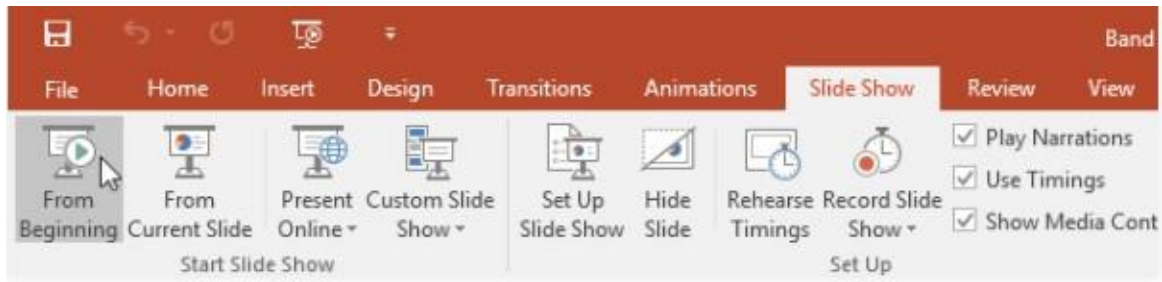 Band
File Home Insert Design Transitions Animations Slide Show Review View
From Beginning
From Current Slide
Present Online
Custom Slide Show
Set Up Slide Show
Hide Slide
Rehearse Timings
Record Slide Show
Play Narrations
Use Timings
Show Media Cont
Start Slide Show
Set Up